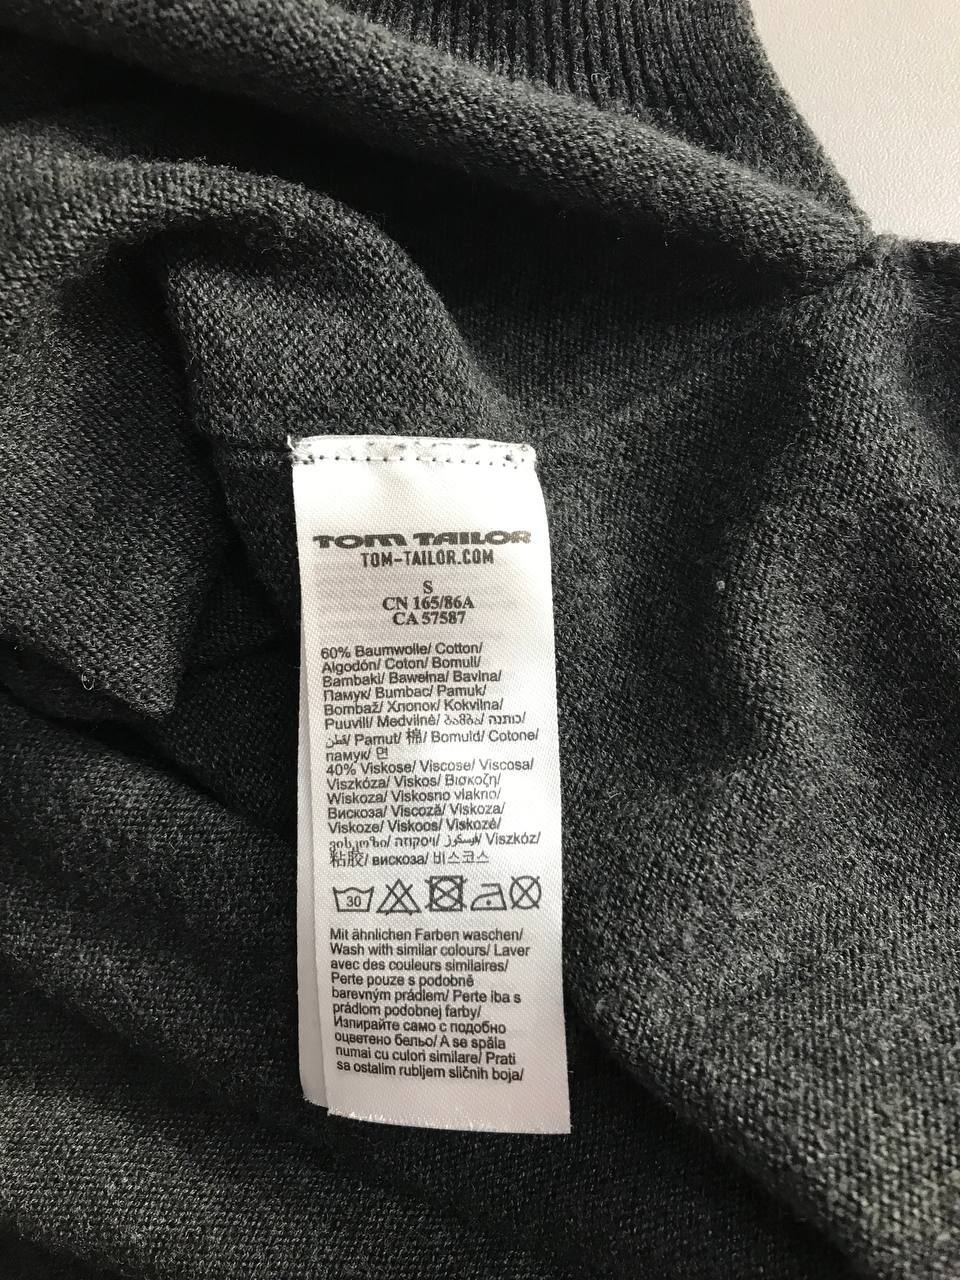 TOM TAILOR
TOM-TAILOR.COM
S
CN 165/86A
CA 57587
60% Baumwolle/ Cotton/
Algodón/ Coton/ Bomull/
Bambaki/ Bawełna/ Bavlna/
Памук/ Bumbac/ Pamuk/
Bombaž/ Хлопок/ Kokvilna/
Puuvill/ Medvilnė/ ბამბა/ כותנה/
قطن/ Pamut/ 棉/ Bomuld/ Cotone/
памук/ 면
40% Viskose/ Viscose/ Viscosa/
Viszkóza/ Viskos/ Βισκοζη/
Wiskoza/ Viskosno vlakno/
Вискоза/ Viscoză/ Viskoza/
Viskoze/ Viskoos/ Viskozė/
ვისკოზა/ ויסקוזה/ فيسكوز/ Viszkóz/
粘胶/ вискоза/ 비스코스
30
Mit ähnlichen Farben waschen/
Wash with similar colours/ Laver
avec des couleurs similaires/
Perte pouze s podobně
barevným prádlem/ Perte iba s
prádlom podobnej farby/
Изпирайте само с подобно
оцветено бельо/ A se spăla
numai cu culori similare/ Prati
sa ostalim rubljem sličnih boja/